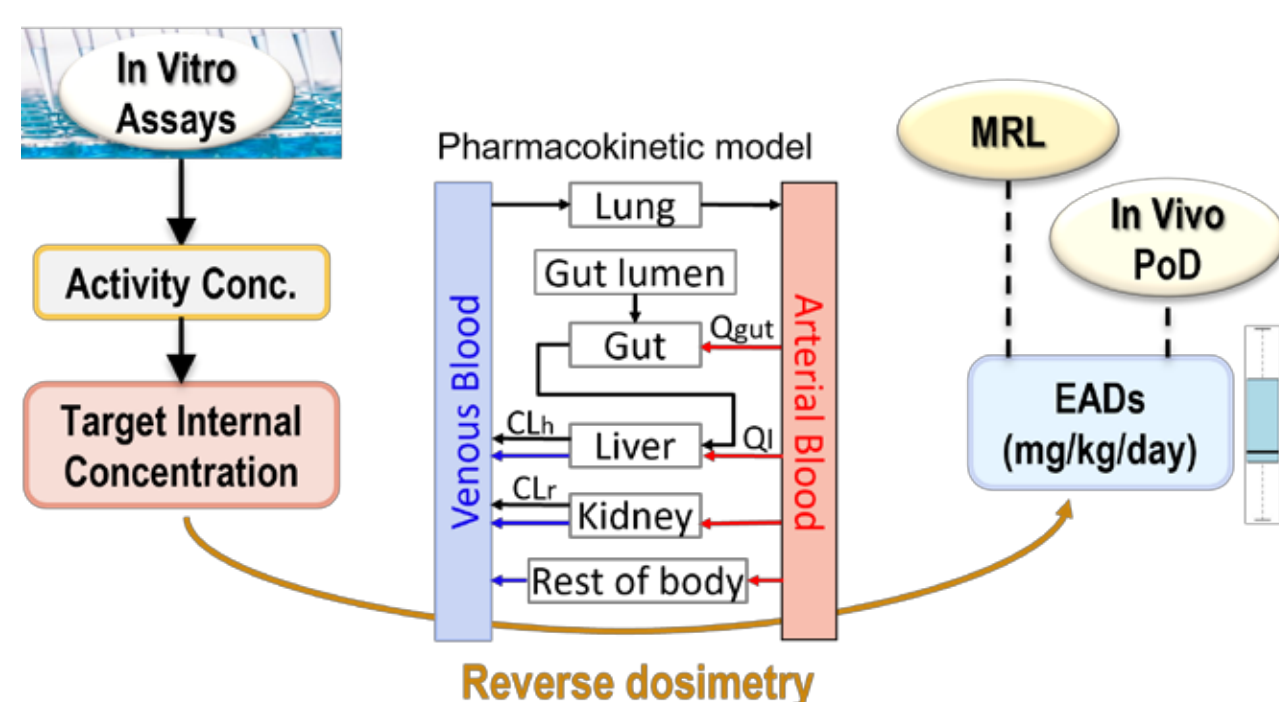 In Vitro
Assays
Activity Conc.
Target Internal
Concentration
Pharmacokinetic model
Venous Blood
Lung
Gut lumen
Gut
Qgut
Liver
CLh
Ql
Kidney
CLr
Rest of body
Arterial Blood
Reverse dosimetry
MRL
In Vivo
PoD
EADs
(mg/kg/day)